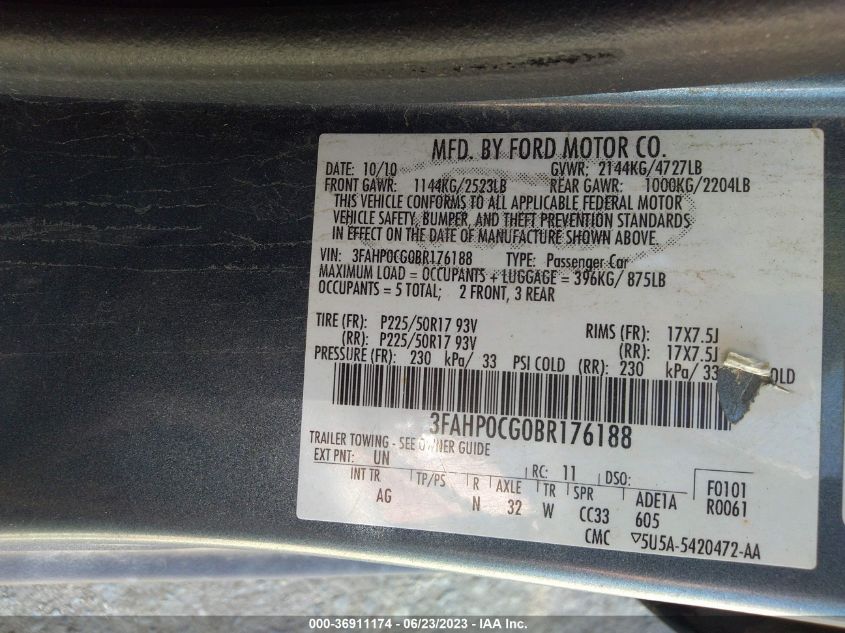 MFD. BY FORD MOTOR CO.
DATE: 10/10 GVWR: 2144KG/4727LB
FRONT GAWR: 1144KG/2523LB REAR GAWR: 1000KG/2204LB
THIS VEHICLE CONFORMS TO ALL APPLICABLE FEDERAL MOTOR
VEHICLE SAFETY, BUMPER, AND THEFT PREVENTION STANDARDS
IN EFFECT ON THE DATE OF MANUFACTURE SHOWN ABOVE.
VIN: 3FAHP0CG0BR176188 TYPE: Passenger Car
MAXIMUM LOAD = OCCUPANTS + LUGGAGE = 396KG/ 875LB
OCCUPANTS = 5 TOTAL; 2 FRONT, 3 REAR
TIRE (FR): P225/50R17 93V RIMS (FR): 17X7.5J
(RR): P225/50R17 93V (RR): 17X7.5J
PRESSURE (FR): 230 kPa/ 33 PSI COLD (RR): 230 kPa/ 33 OLD
3FAHP0CG0BR176188
TRAILER TOWING - SEE OWNER GUIDE
EXT PNT: UN RC: 11 DSO:
INT TR TP/PS R AXLE TR SPR ADE1A F0101
AG N 32 W CC33 605 R0061
CMC ▽5U5A-5420472-AA
000-36911174 - 06/23/2023 - IAA Inc.